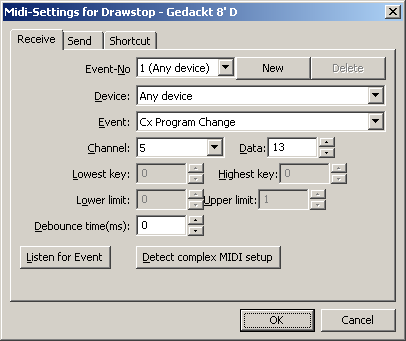 Midi-Settings for Drawstop - Gedackt 8' D
Receive Send Shortcut
Event-No 1 (Any device) New Delete
Device: Any device
Event: Cx Program Change
Channel: 5 Data: 13
Lowest key: 0 Highest key: 0
Lower limit: 0 Upper limit: 1
Debounce time(ms): 0
Listen for Event Detect complex MIDI setup
OK Cancel